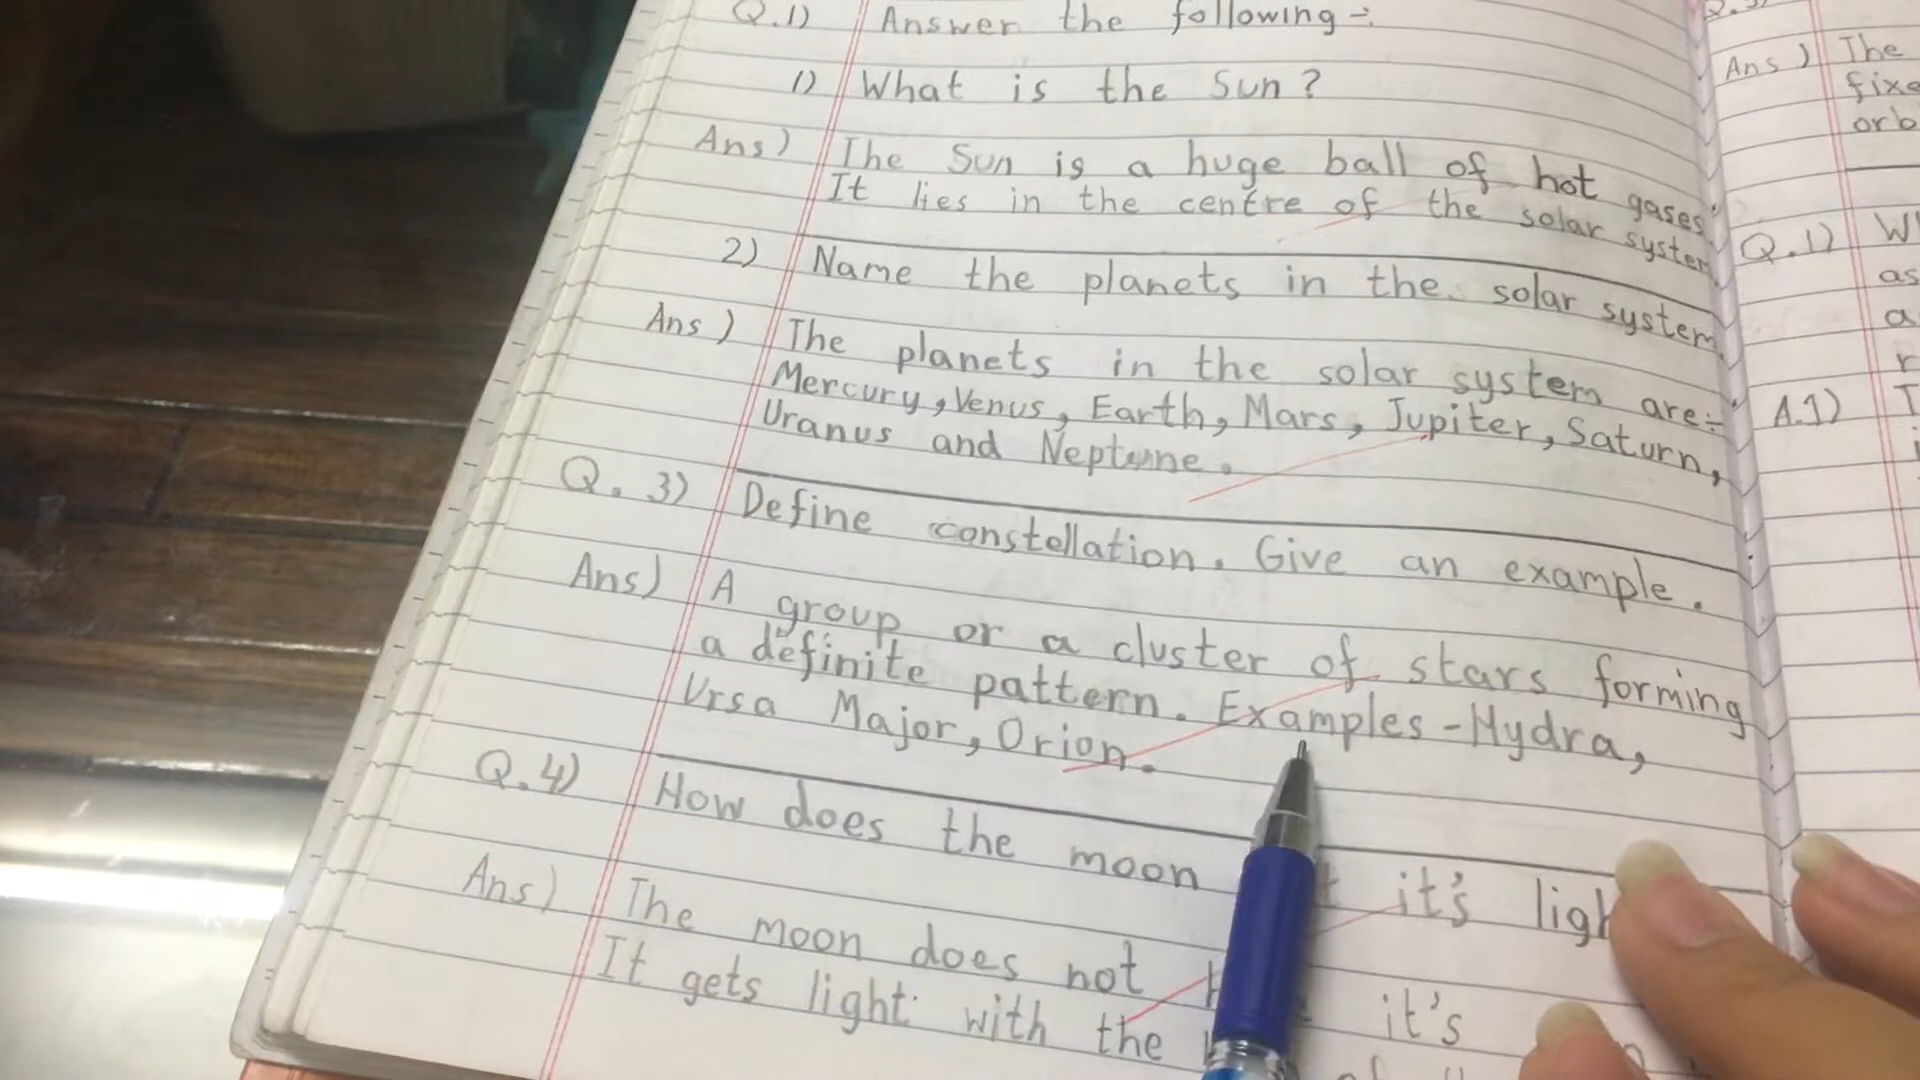 Q.1) Answer the following :-
1) What is the Sun?
Ans) The Sun is a huge ball of hot gases.
It lies in the centre of the solar system
2) Name the planets in the solar system.
Ans) The planets in the solar system are:-
Mercury, Venus, Earth, Mars, Jupiter, Saturn,
Uranus and Neptune.
Q.3) Define constellation. Give an example.
Ans) A group or a cluster of stars forming
a definite pattern. Examples - Hydra,
Ursa Major, Orion.
Q.4) How does the moon it's
Ans) The moon does not it's
It gets light with the
Ans) The
fixe
orb
Q.1) Wh
as
a
r
A.1)